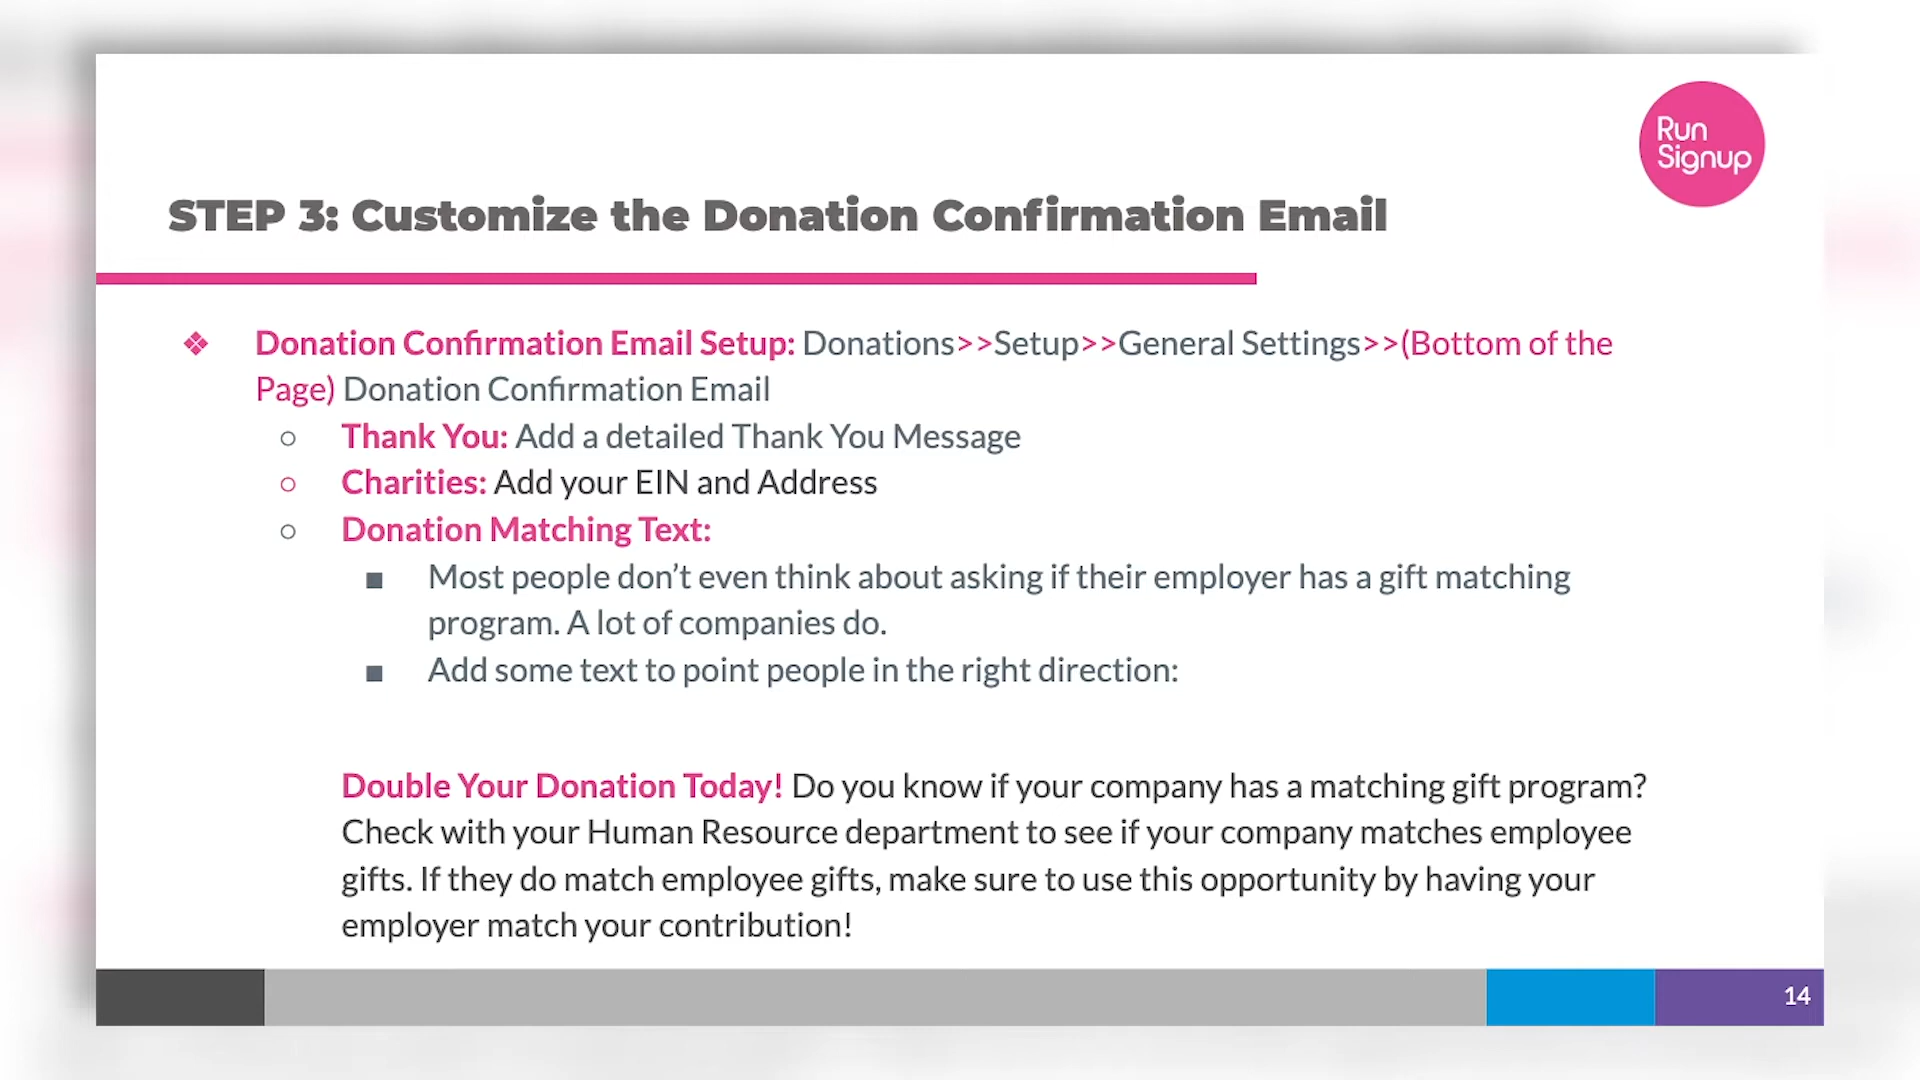 Run
Signup
STEP 3: Customize the Donation Confirmation Email
❖ Donation Confirmation Email Setup: Donations>>Setup>>General Settings>>(Bottom of the
Page) Donation Confirmation Email
○ Thank You: Add a detailed Thank You Message
○ Charities: Add your EIN and Address
○ Donation Matching Text:
■ Most people don’t even think about asking if their employer has a gift matching
program. A lot of companies do.
■ Add some text to point people in the right direction:
Double Your Donation Today! Do you know if your company has a matching gift program?
Check with your Human Resource department to see if your company matches employee
gifts. If they do match employee gifts, make sure to use this opportunity by having your
employer match your contribution!
14